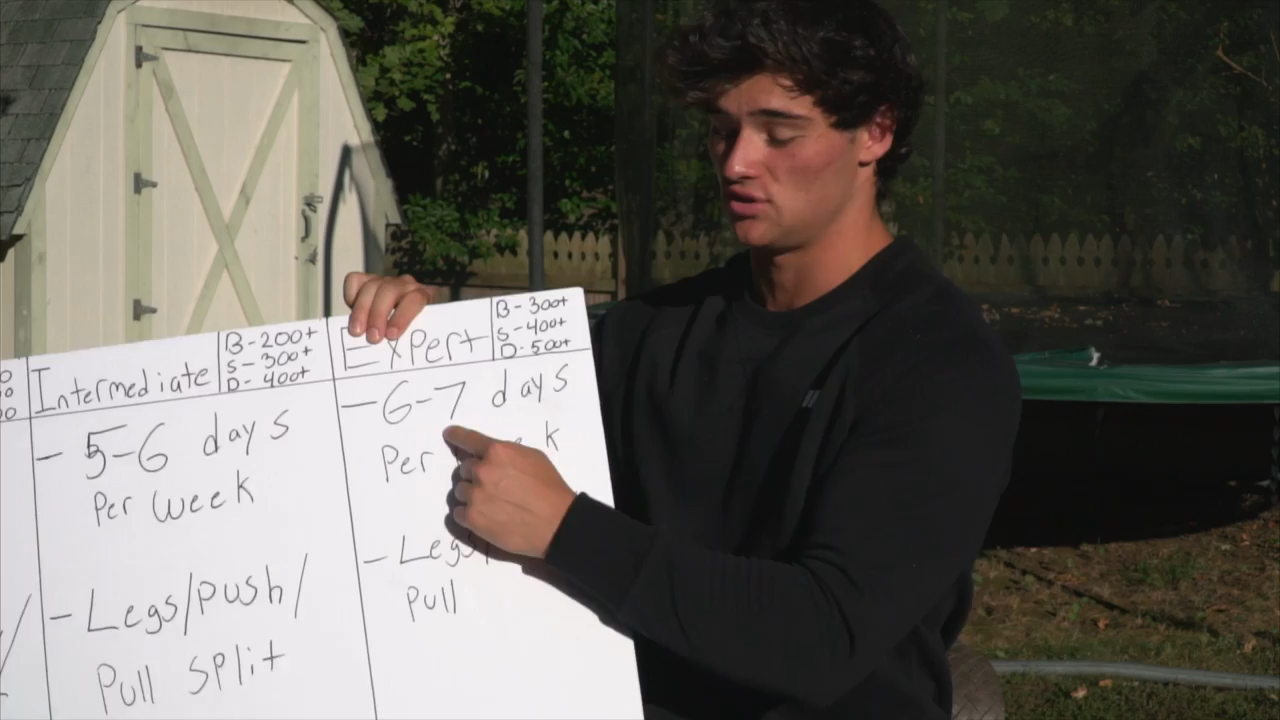 Intermediate
B-200+
S-300+
D-400+
- 5-6 days
Per week
- Legs/Push/
Pull split
Expert
B-300+
S-400+
D-500+
- 6-7 days
Per
- Legs/
Pull